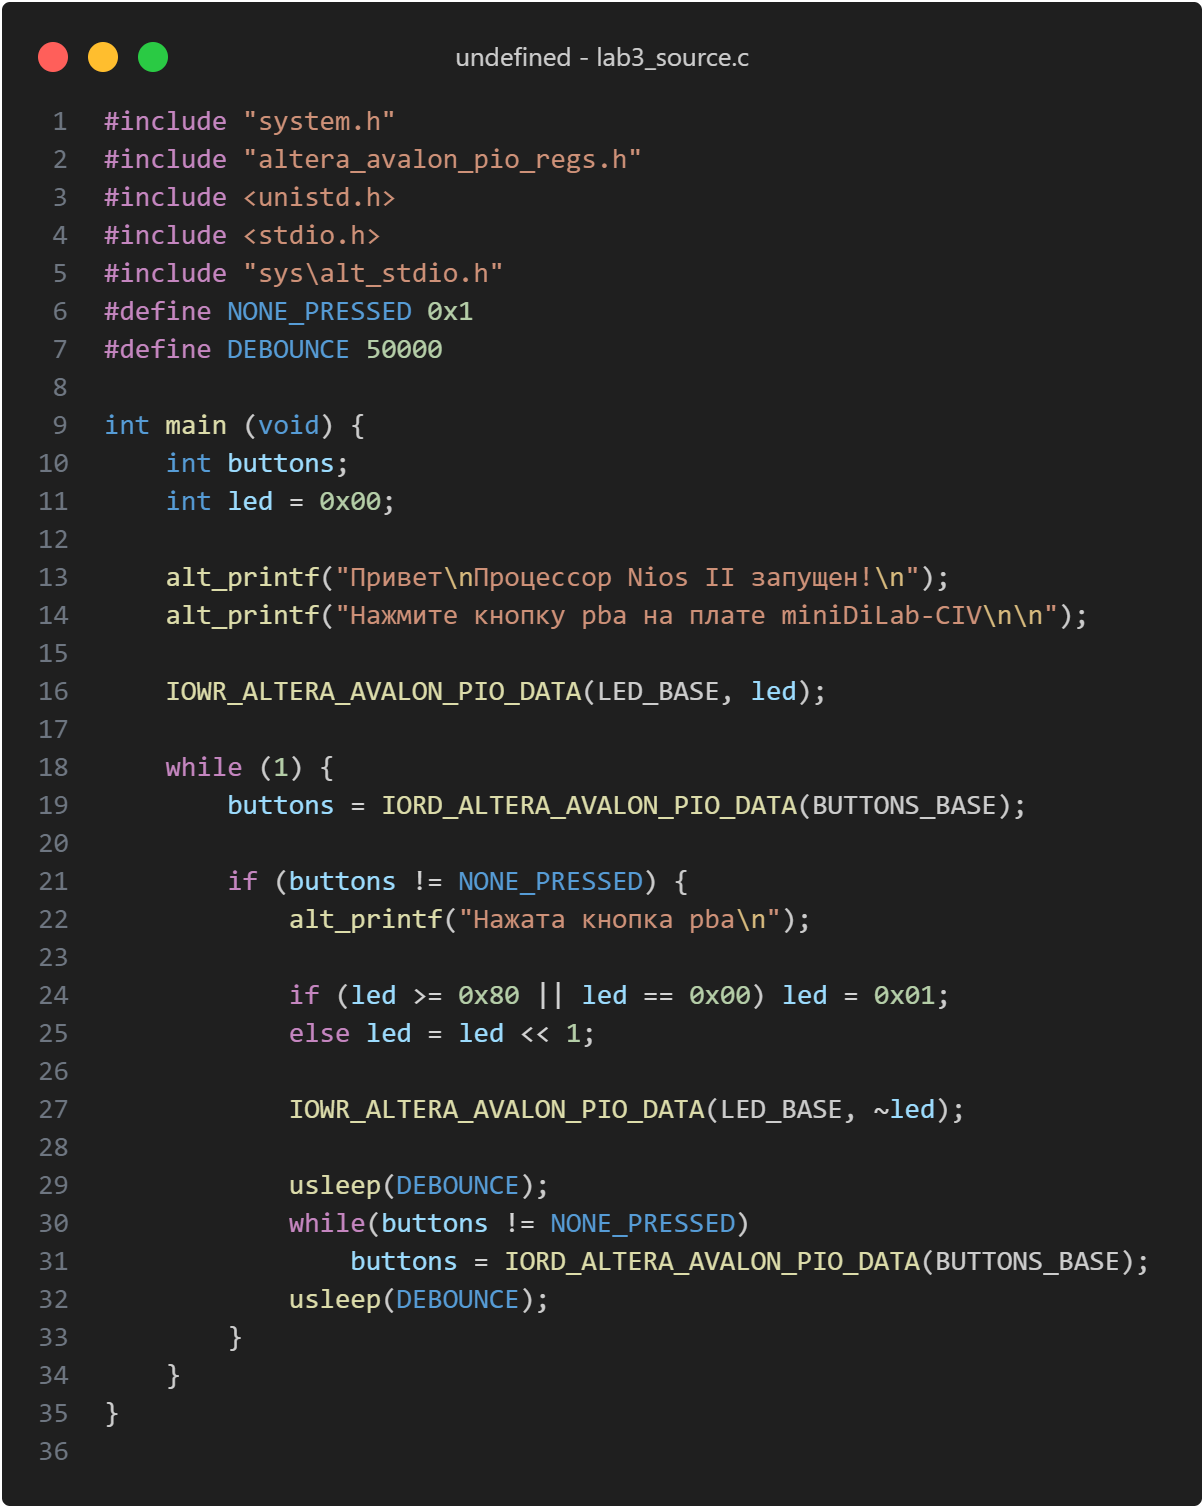 undefined - lab3_source.c
1 #include "system.h"
2 #include "altera_avalon_pio_regs.h"
3 #include <unistd.h>
4 #include <stdio.h>
5 #include "sys\alt_stdio.h"
6 #define NONE_PRESSED 0x1
7 #define DEBOUNCE 50000
8
9 int main (void) {
10     int buttons;
11     int led = 0x00;
12
13     alt_printf("Привет\nПроцессор Nios II запущен!\n");
14     alt_printf("Нажмите кнопку pba на плате miniDiLab-CIV\n\n");
15
16     IOWR_ALTERA_AVALON_PIO_DATA(LED_BASE, led);
17
18     while (1) {
19         buttons = IORD_ALTERA_AVALON_PIO_DATA(BUTTONS_BASE);
20
21         if (buttons != NONE_PRESSED) {
22             alt_printf("Нажата кнопка pba\n");
23
24             if (led >= 0x80 || led == 0x00) led = 0x01;
25             else led = led << 1;
26
27             IOWR_ALTERA_AVALON_PIO_DATA(LED_BASE, ~led);
28
29             usleep(DEBOUNCE);
30             while(buttons != NONE_PRESSED)
31                 buttons = IORD_ALTERA_AVALON_PIO_DATA(BUTTONS_BASE);
32             usleep(DEBOUNCE);
33         }
34     }
35 }
36